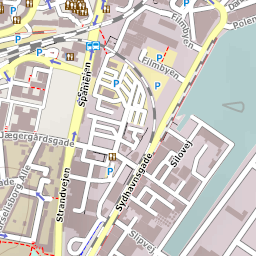 Filmbyen
Filmbyen
Spanien
Jægergårdsgade
Sydhavnsgade
Silovej
Strandvejen
Slipvej
P
P
P
P
P